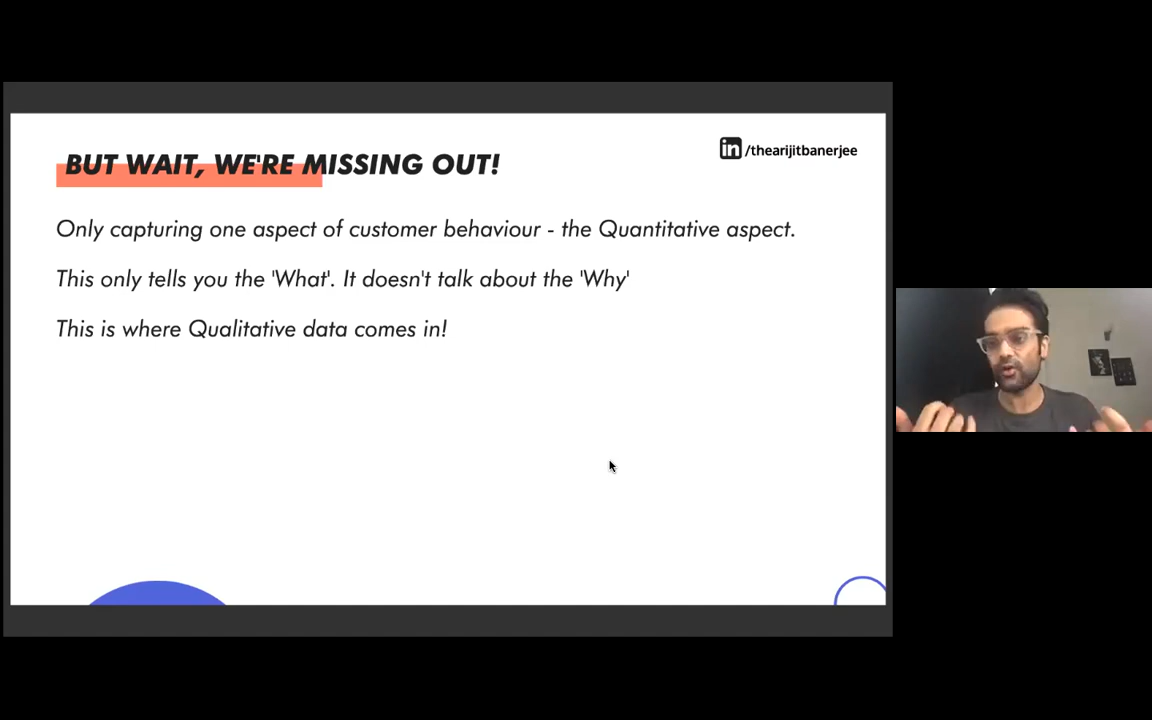 BUT WAIT, WE'RE MISSING OUT!
in /thearijitbanerjee
Only capturing one aspect of customer behaviour - the Quantitative aspect.
This only tells you the 'What'. It doesn't talk about the 'Why'
This is where Qualitative data comes in!